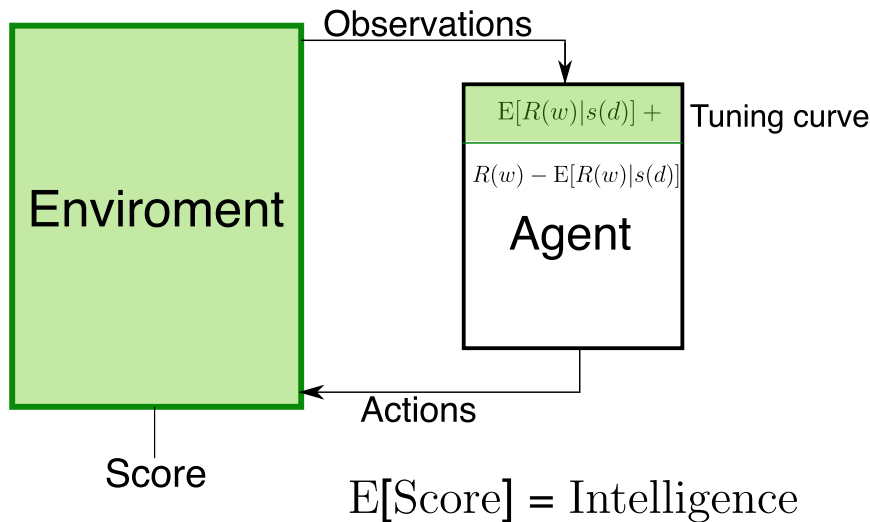 Observations
E[R(w)|s(d)] +
Tuning curve
R(w) − E[R(w)|s(d)]
Enviroment
Agent
Actions
Score
E[Score] = Intelligence